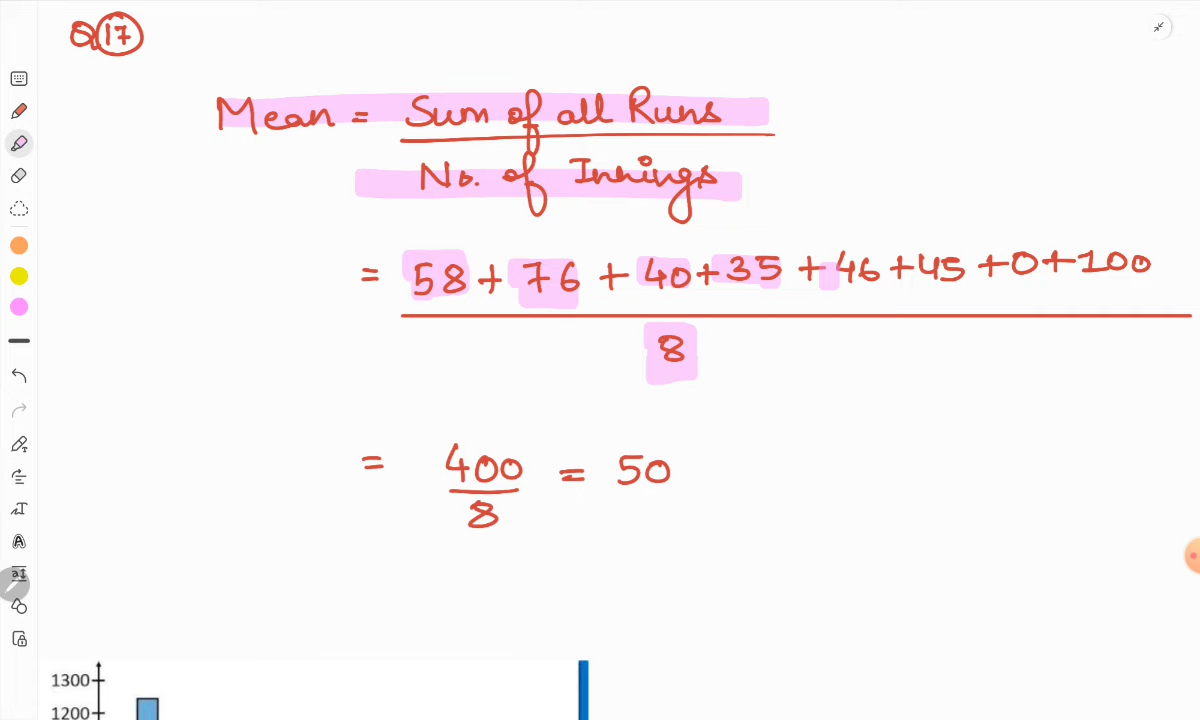 Q 17
Mean = Sum of all Runs
No. of Innings
= 58 + 76 + 40 + 35 + 46 + 45 + 0 + 100
8
= 400 = 50
8
1300
1200